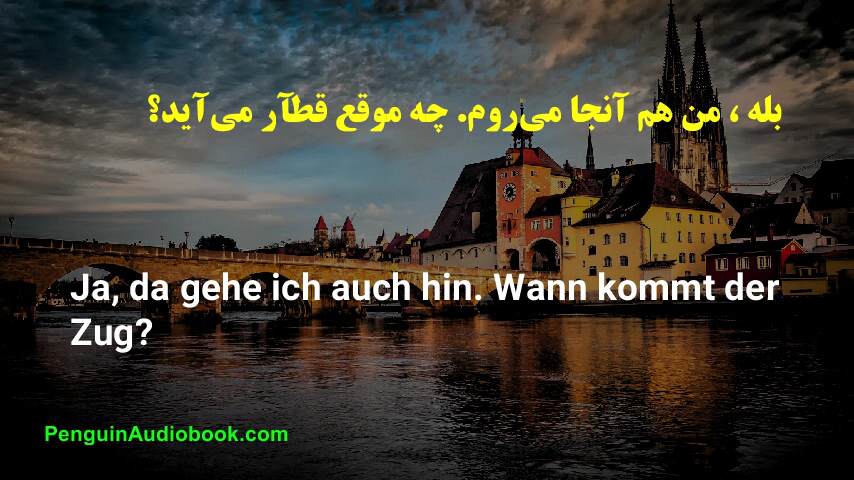 بله ، من هم آنجا می‌روم. چه موقع قطآر می‌آید؟
Ja, da gehe ich auch hin. Wann kommt der
Zug?
PenguinAudiobook.com